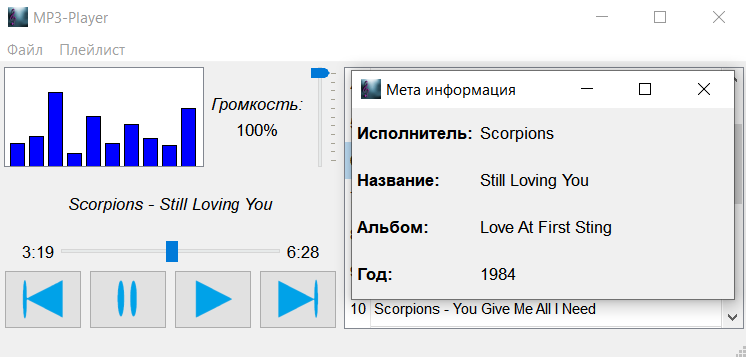 MP3-Player
Файл Плейлист
Громкость:
100%
Scorpions - Still Loving You
3:19 6:28
Мета информация
Исполнитель: Scorpions
Название: Still Loving You
Альбом: Love At First Sting
Год: 1984
10 Scorpions - You Give Me All I Need